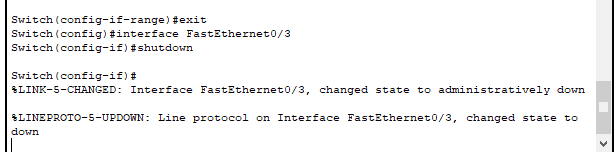 Switch(config-if-range)#exit
Switch(config)#interface FastEthernet0/3
Switch(config-if)#shutdown
Switch(config-if)#
%LINK-5-CHANGED: Interface FastEthernet0/3, changed state to administratively down
%LINEPROTO-5-UPDOWN: Line protocol on Interface FastEthernet0/3, changed state to
down